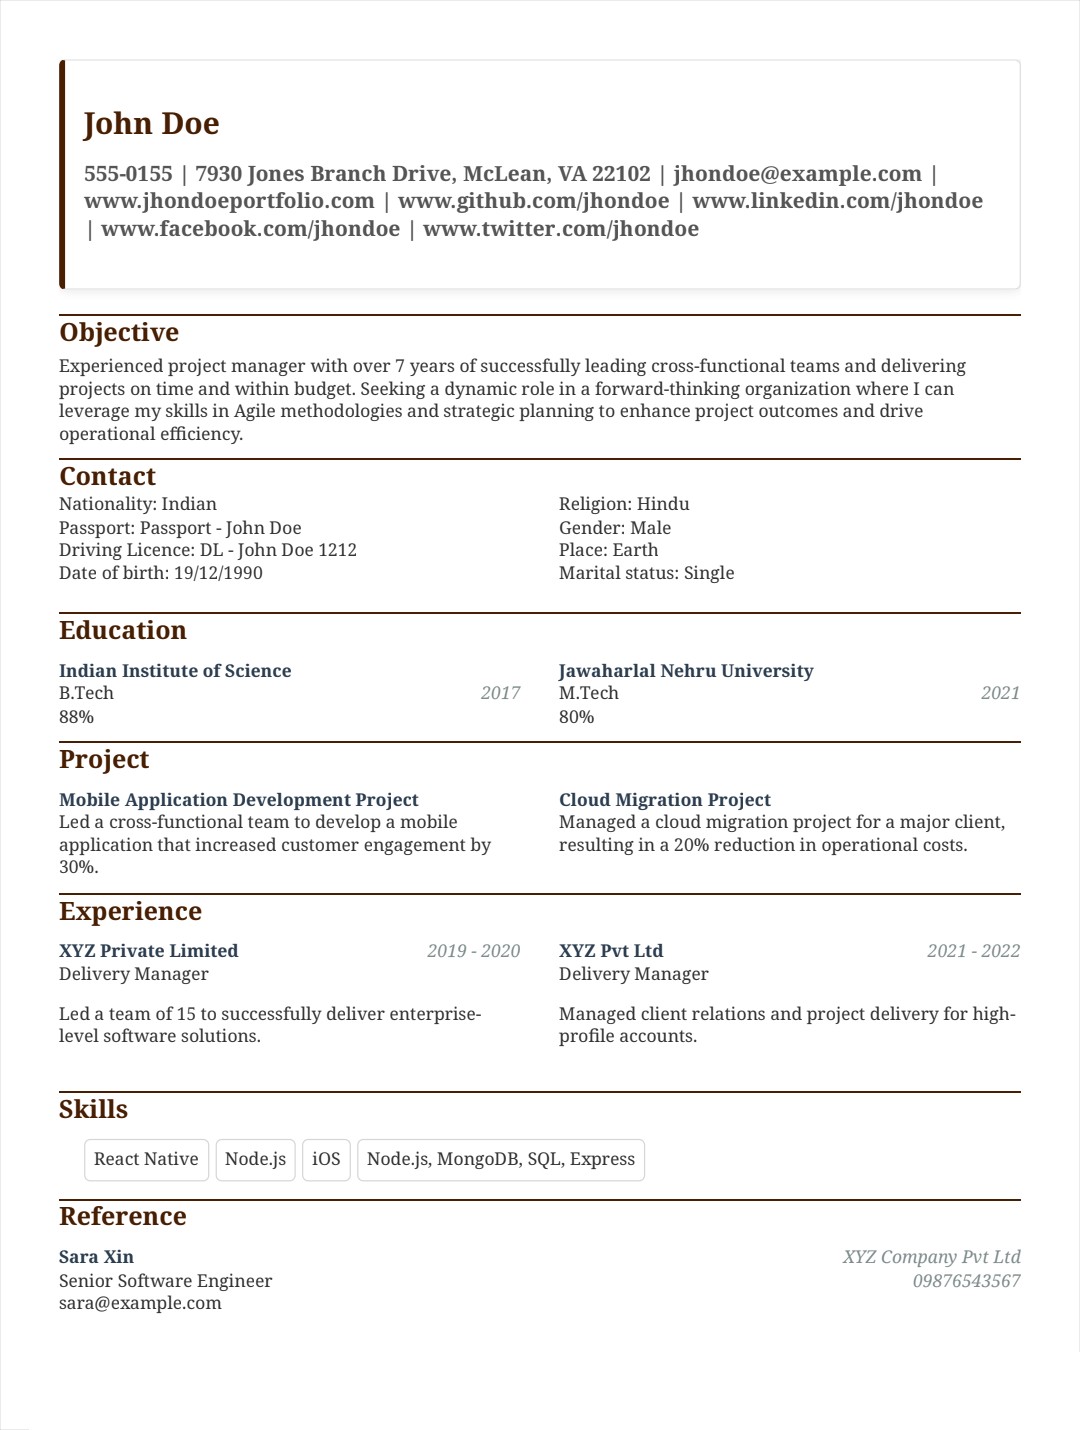 John Doe
555-0155 | 7930 Jones Branch Drive, McLean, VA 22102 | jhondoe@example.com |
www.jhondoeportfolio.com | www.github.com/jhondoe | www.linkedin.com/jhondoe
| www.facebook.com/jhondoe | www.twitter.com/jhondoe
Objective
Experienced project manager with over 7 years of successfully leading cross-functional teams and delivering
projects on time and within budget. Seeking a dynamic role in a forward-thinking organization where I can
leverage my skills in Agile methodologies and strategic planning to enhance project outcomes and drive
operational efficiency.
Contact
Nationality: Indian
Passport: Passport - John Doe
Driving Licence: DL - John Doe 1212
Date of birth: 19/12/1990
Religion: Hindu
Gender: Male
Place: Earth
Marital status: Single
Education
Indian Institute of Science
B.Tech 2017
88%
Jawaharlal Nehru University
M.Tech 2021
80%
Project
Mobile Application Development Project
Led a cross-functional team to develop a mobile
application that increased customer engagement by
30%.
Cloud Migration Project
Managed a cloud migration project for a major client,
resulting in a 20% reduction in operational costs.
Experience
XYZ Private Limited 2019 - 2020
Delivery Manager
Led a team of 15 to successfully deliver enterprise-
level software solutions.
XYZ Pvt Ltd 2021 - 2022
Delivery Manager
Managed client relations and project delivery for high-
profile accounts.
Skills
React Native Node.js iOS Node.js, MongoDB, SQL, Express
Reference
Sara Xin XYZ Company Pvt Ltd
Senior Software Engineer 09876543567
sara@example.com